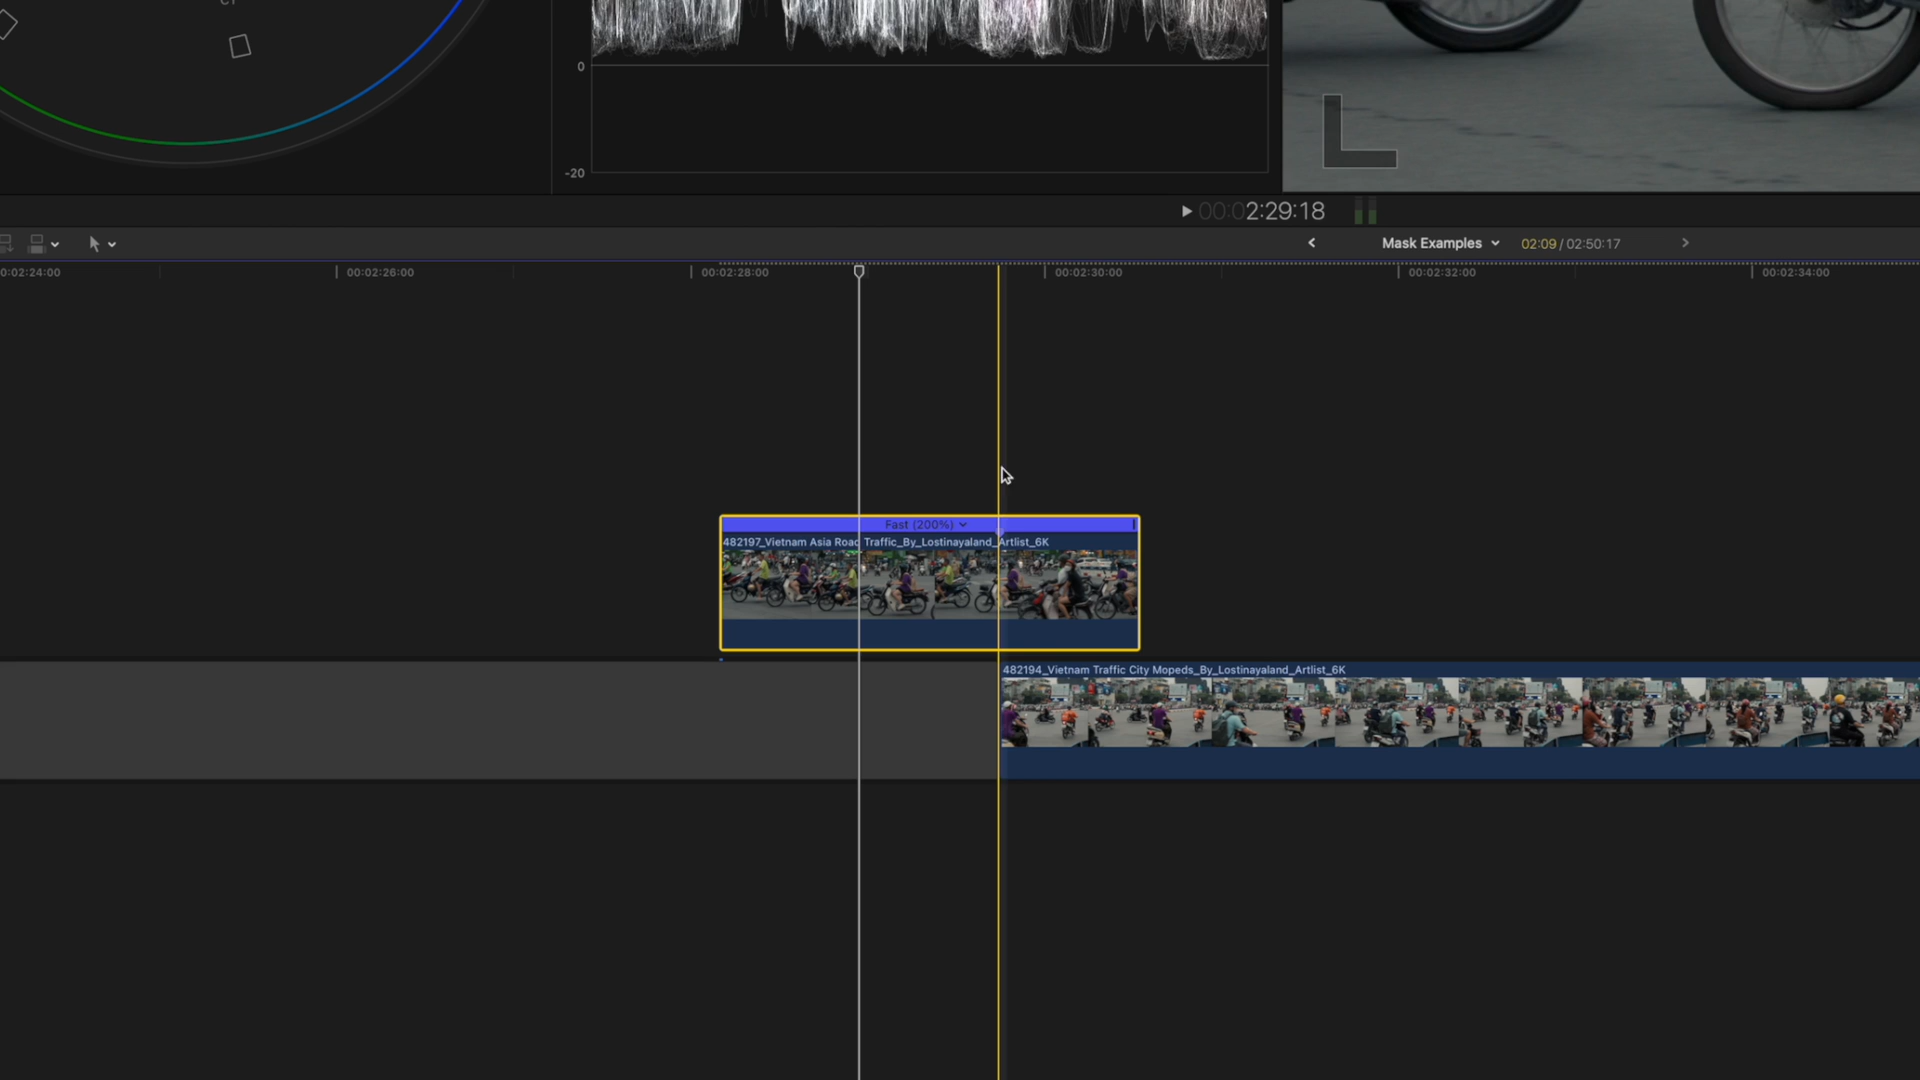 0
-20
00:02:29:18
Mask Examples
02:09 / 02:50:17
0:02:24:00
00:02:26:00
00:02:28:00
00:02:30:00
00:02:32:00
00:02:34:00
Fast (200%)
482197_Vietnam Asia Road Traffic_By_Lostinayaland_Artlist_6K
482194_Vietnam Traffic City Mopeds_By_Lostinayaland_Artlist_6K